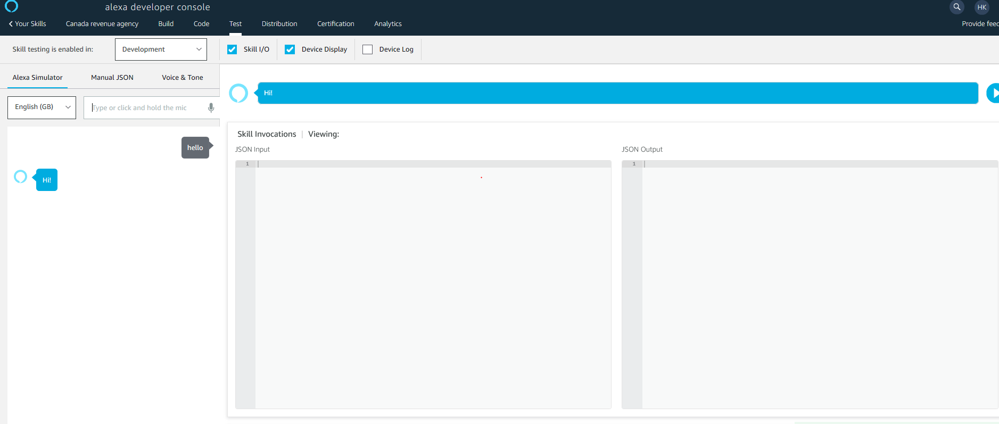 alexa developer console
HK
Your Skills
Canada revenue agency
Build
Code
Test
Distribution
Certification
Analytics
Provide feec
Skill testing is enabled in:
Development
Skill I/O
Device Display
Device Log
Alexa Simulator
Manual JSON
Voice & Tone
English (GB)
Type or click and hold the mic
hello
Hi!
Hi!
Skill Invocations | Viewing:
JSON Input
1
JSON Output
1